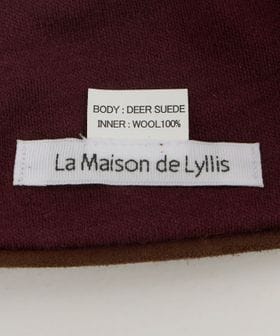 BODY : DEER SUEDE
INNER : WOOL100%
La Maison de Lyllis